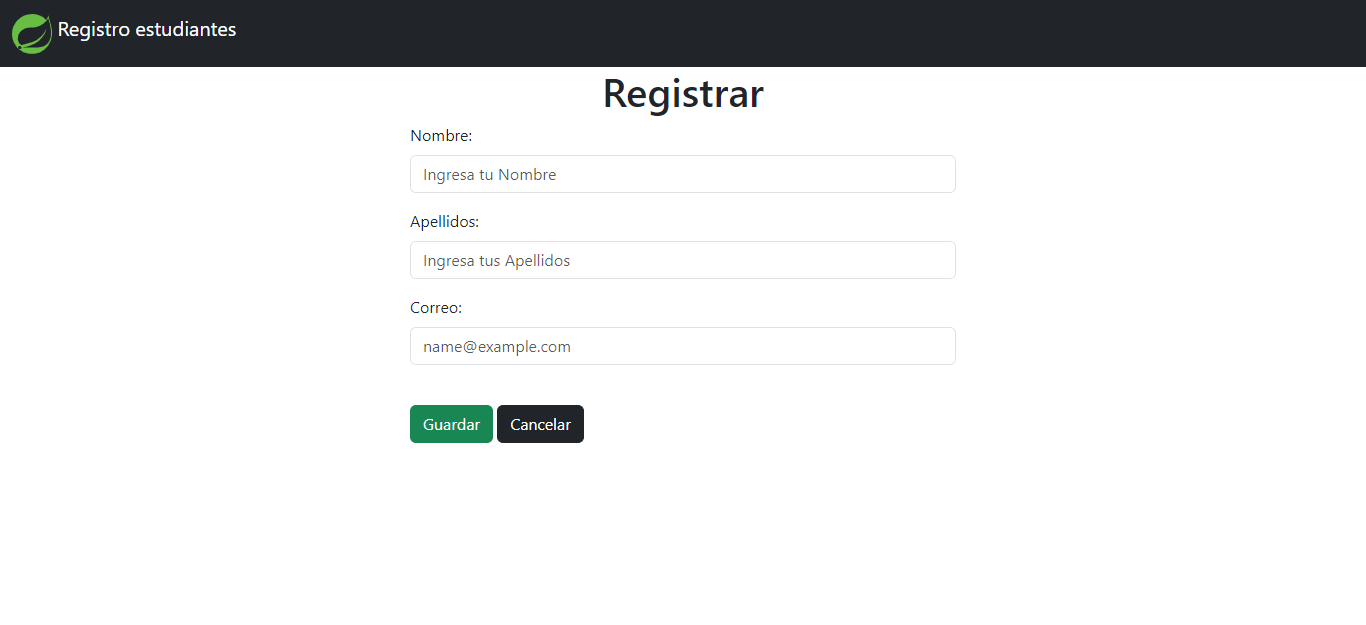 Registro estudiantes
Registrar
Nombre:
Ingresa tu Nombre
Apellidos:
Ingresa tus Apellidos
Correo:
name@example.com
Guardar Cancelar